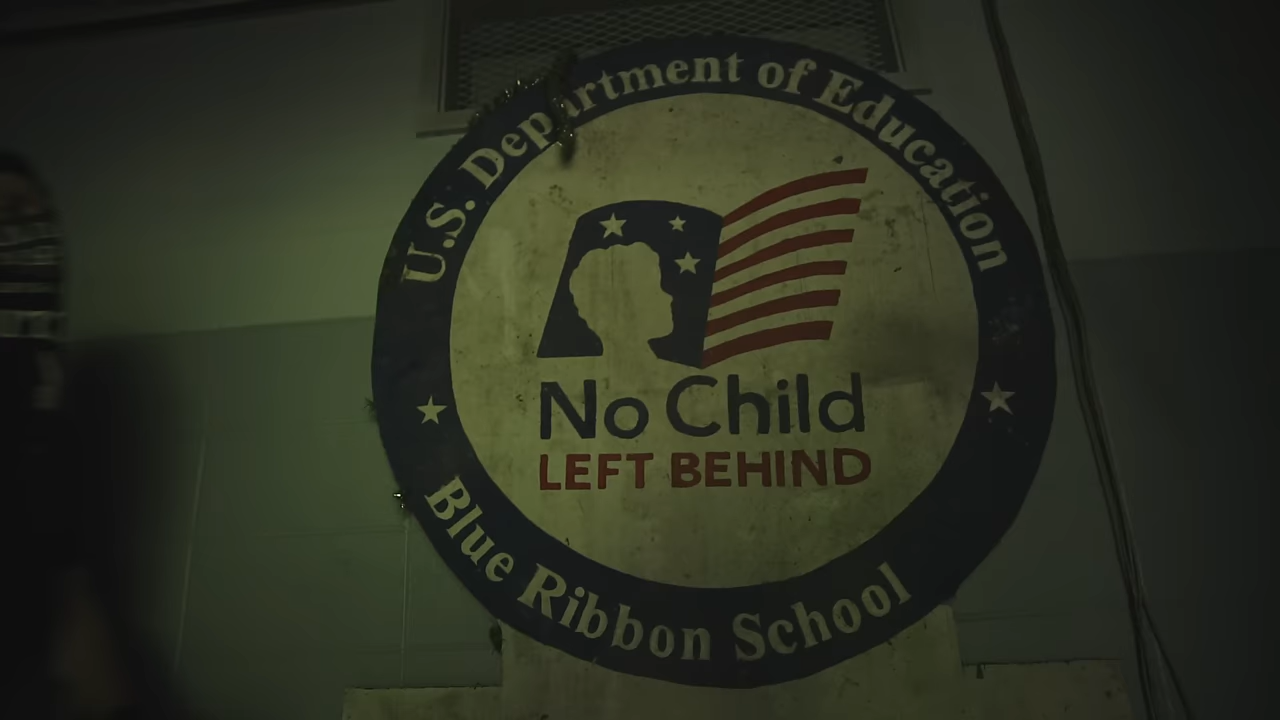 U.S. Department of Education
No Child
LEFT BEHIND
Blue Ribbon School